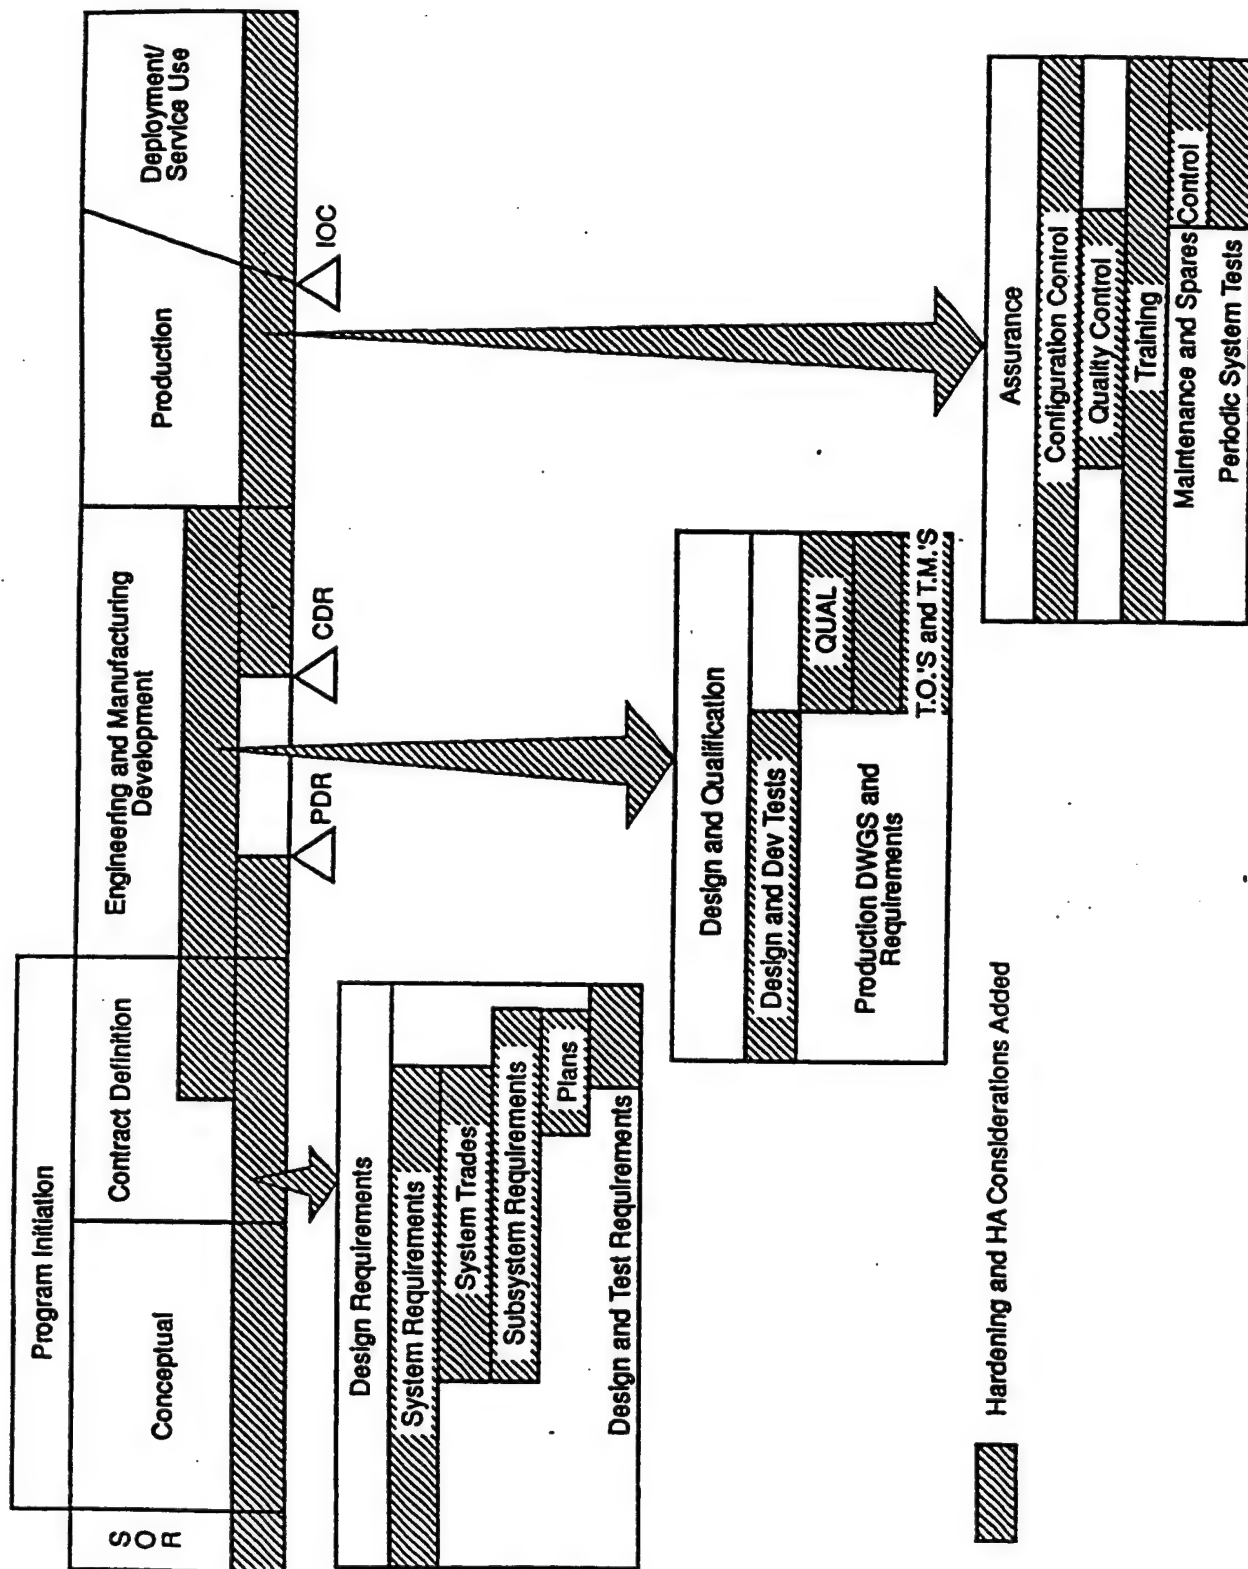 Program Initiation
S
O
R
Conceptual
Contract Definition
Engineering and Manufacturing
Development
Production
Deployment/
Service Use
PDR
CDR
IOC
Design Requirements
System Requirements
System Trades
Subsystem Requirements
Plans
Design and Test Requirements
Design and Qualification
Design and Dev Tests
QUAL
Production DWGS and
Requirements
T.O.'S and T.M.'S
Assurance
Configuration Control
Quality Control
Training
Maintenance and Spares Control
Periodic System Tests
Hardening and HA Considerations Added